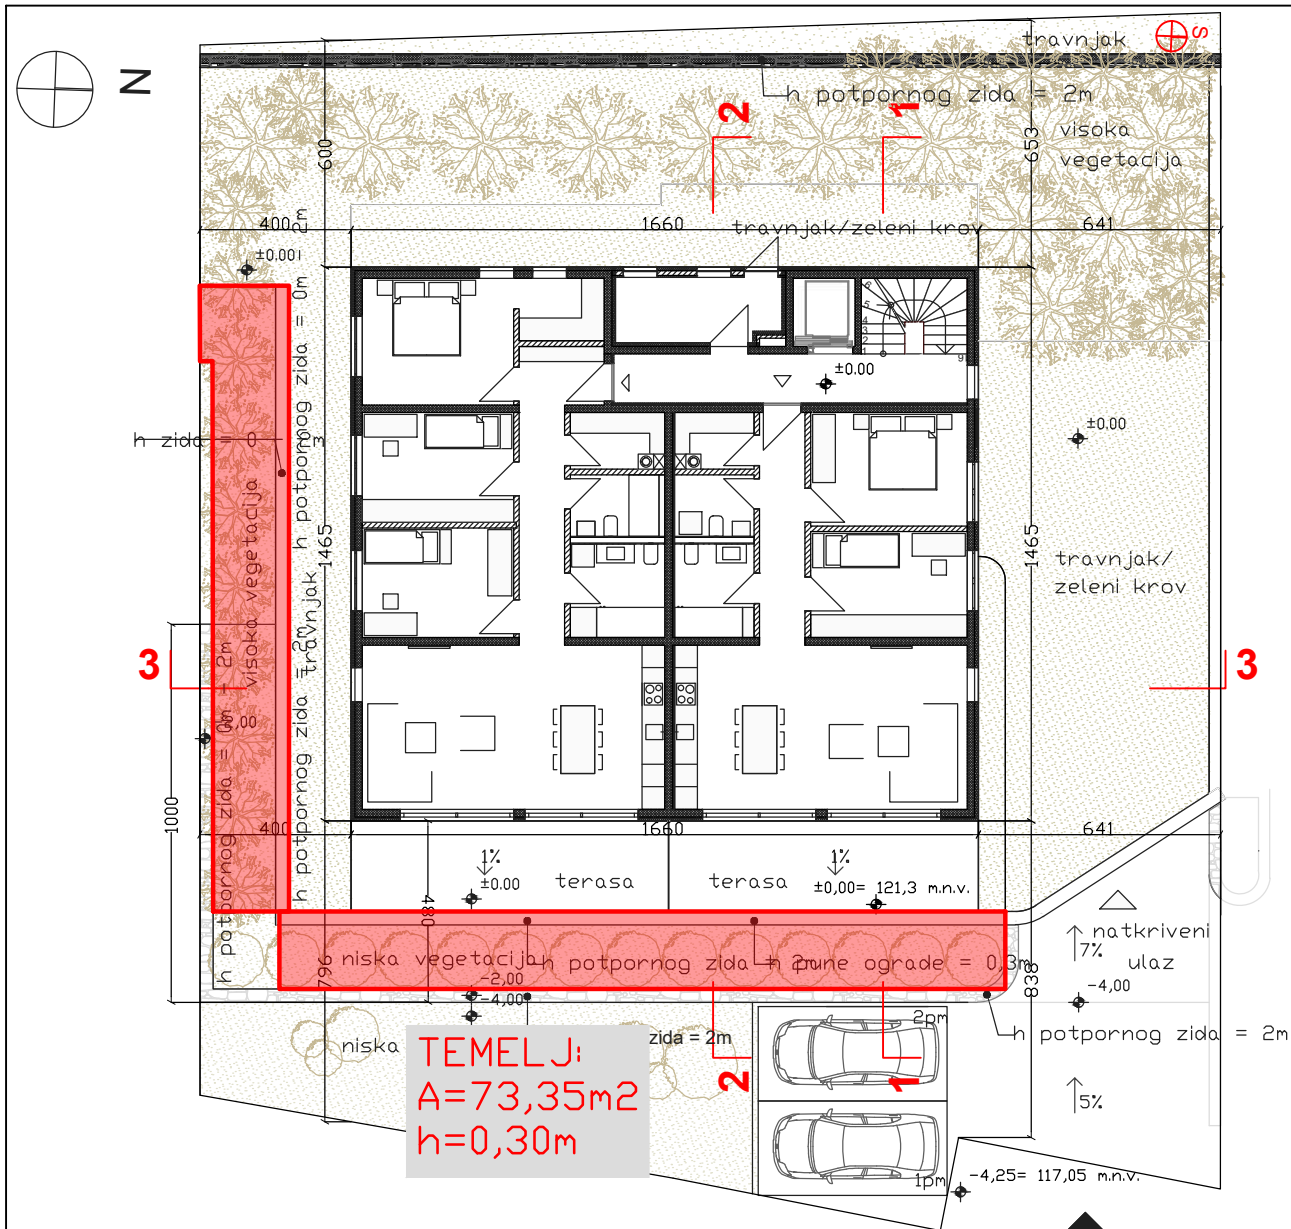 travnjak
S
N
h potpornog zida = 2m
2
1
visoka
vegetacija
600
653
400
1660
travnjak/zeleni krov
641
±0.00
h potpornog zida = 0m - 2m
±0.00
±0.00
h zida = 0
3
visoka vegetacija
travnjak
1465
1465
travnjak/
zeleni krov
3
3
h potpornog zida = 0m - 2m
h potpornog zida = 2m
1000
400
1660
641
1%
±0.00
terasa
terasa
1%
±0,00= 121,3 m.n.v.
480
796
838
niska vegetacija
h potpornog zida = 2m
h pune ograde = 0,3m
-2,00
-4,00
natkriveni
ulaz
7%
-4,00
h potpornog zida = 2m
niska
zida = 2m
2pm
2
1
5%
TEMELJ:
A=73,35m2
h=0,30m
1pm
-4,25= 117,05 m.n.v.